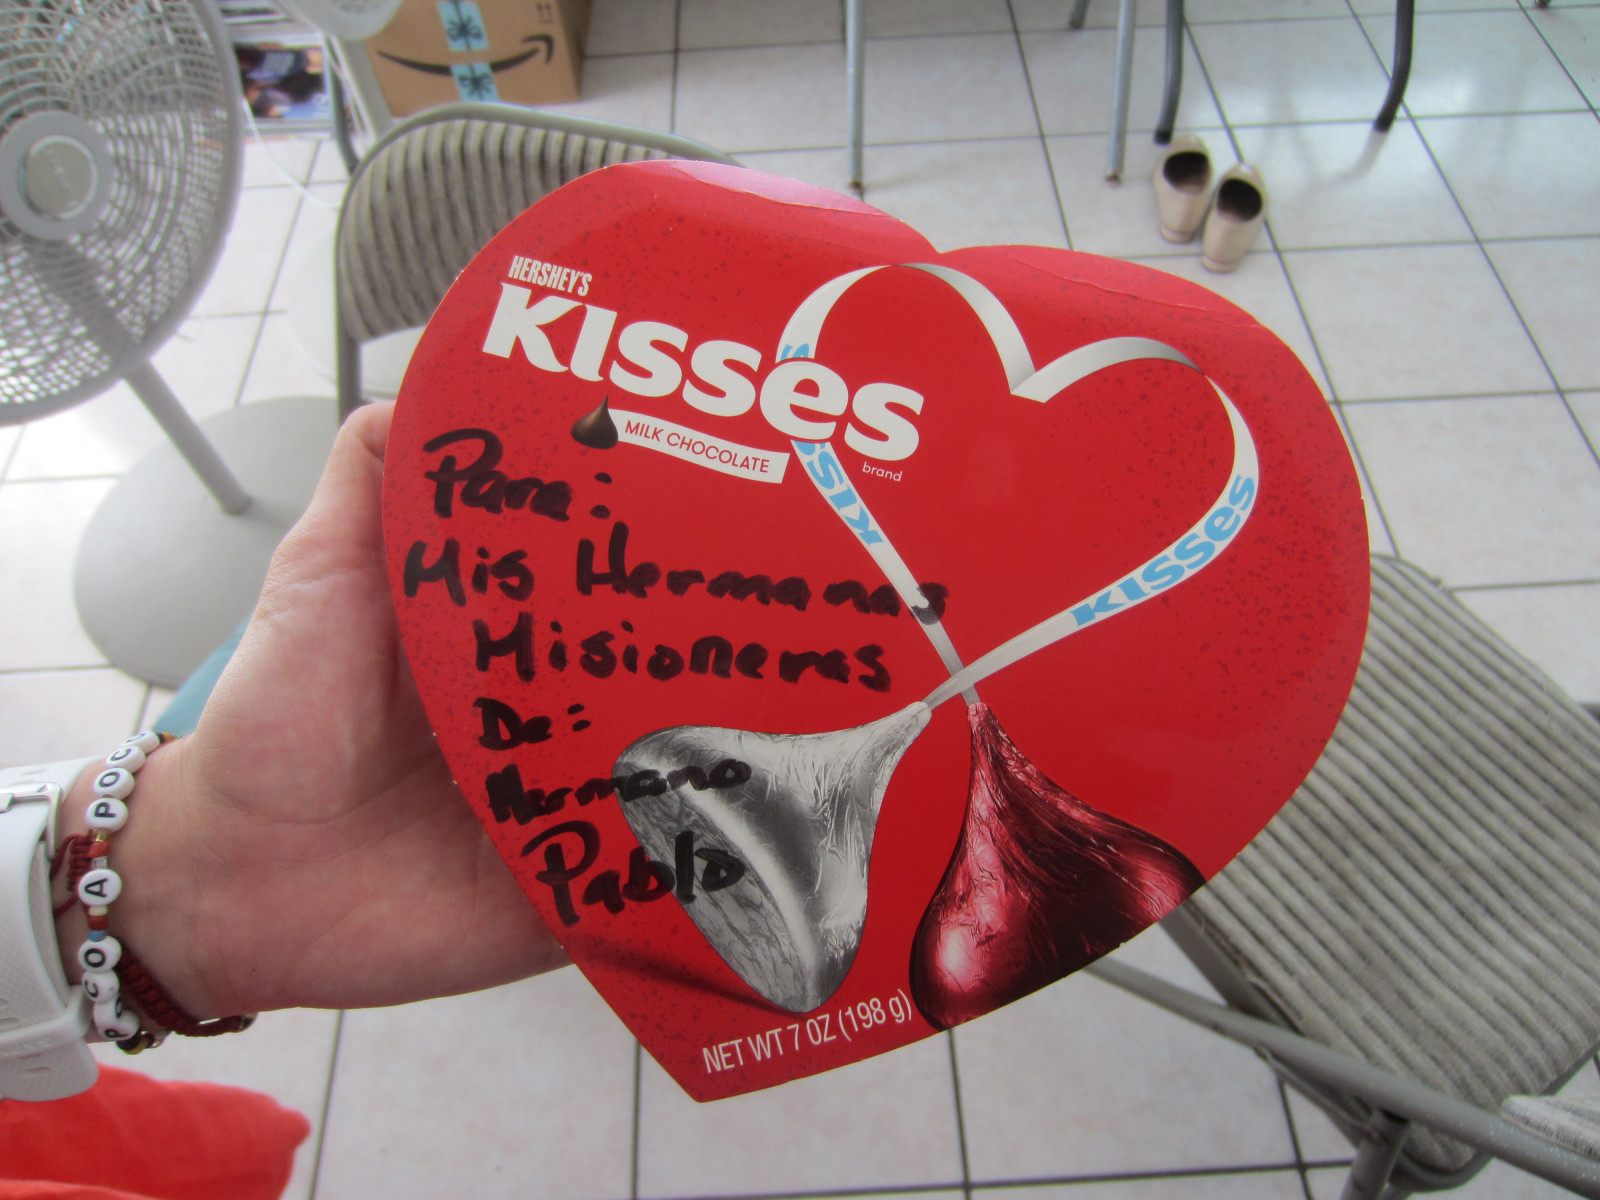 HERSHEY'S
KISSES
MILK CHOCOLATE
brand
KISSES
KIS
Para:
Mis Hermanas
Misioneras
De:
Hermano
Pablo
NET WT 7 OZ (198 g)
POCO A POCO